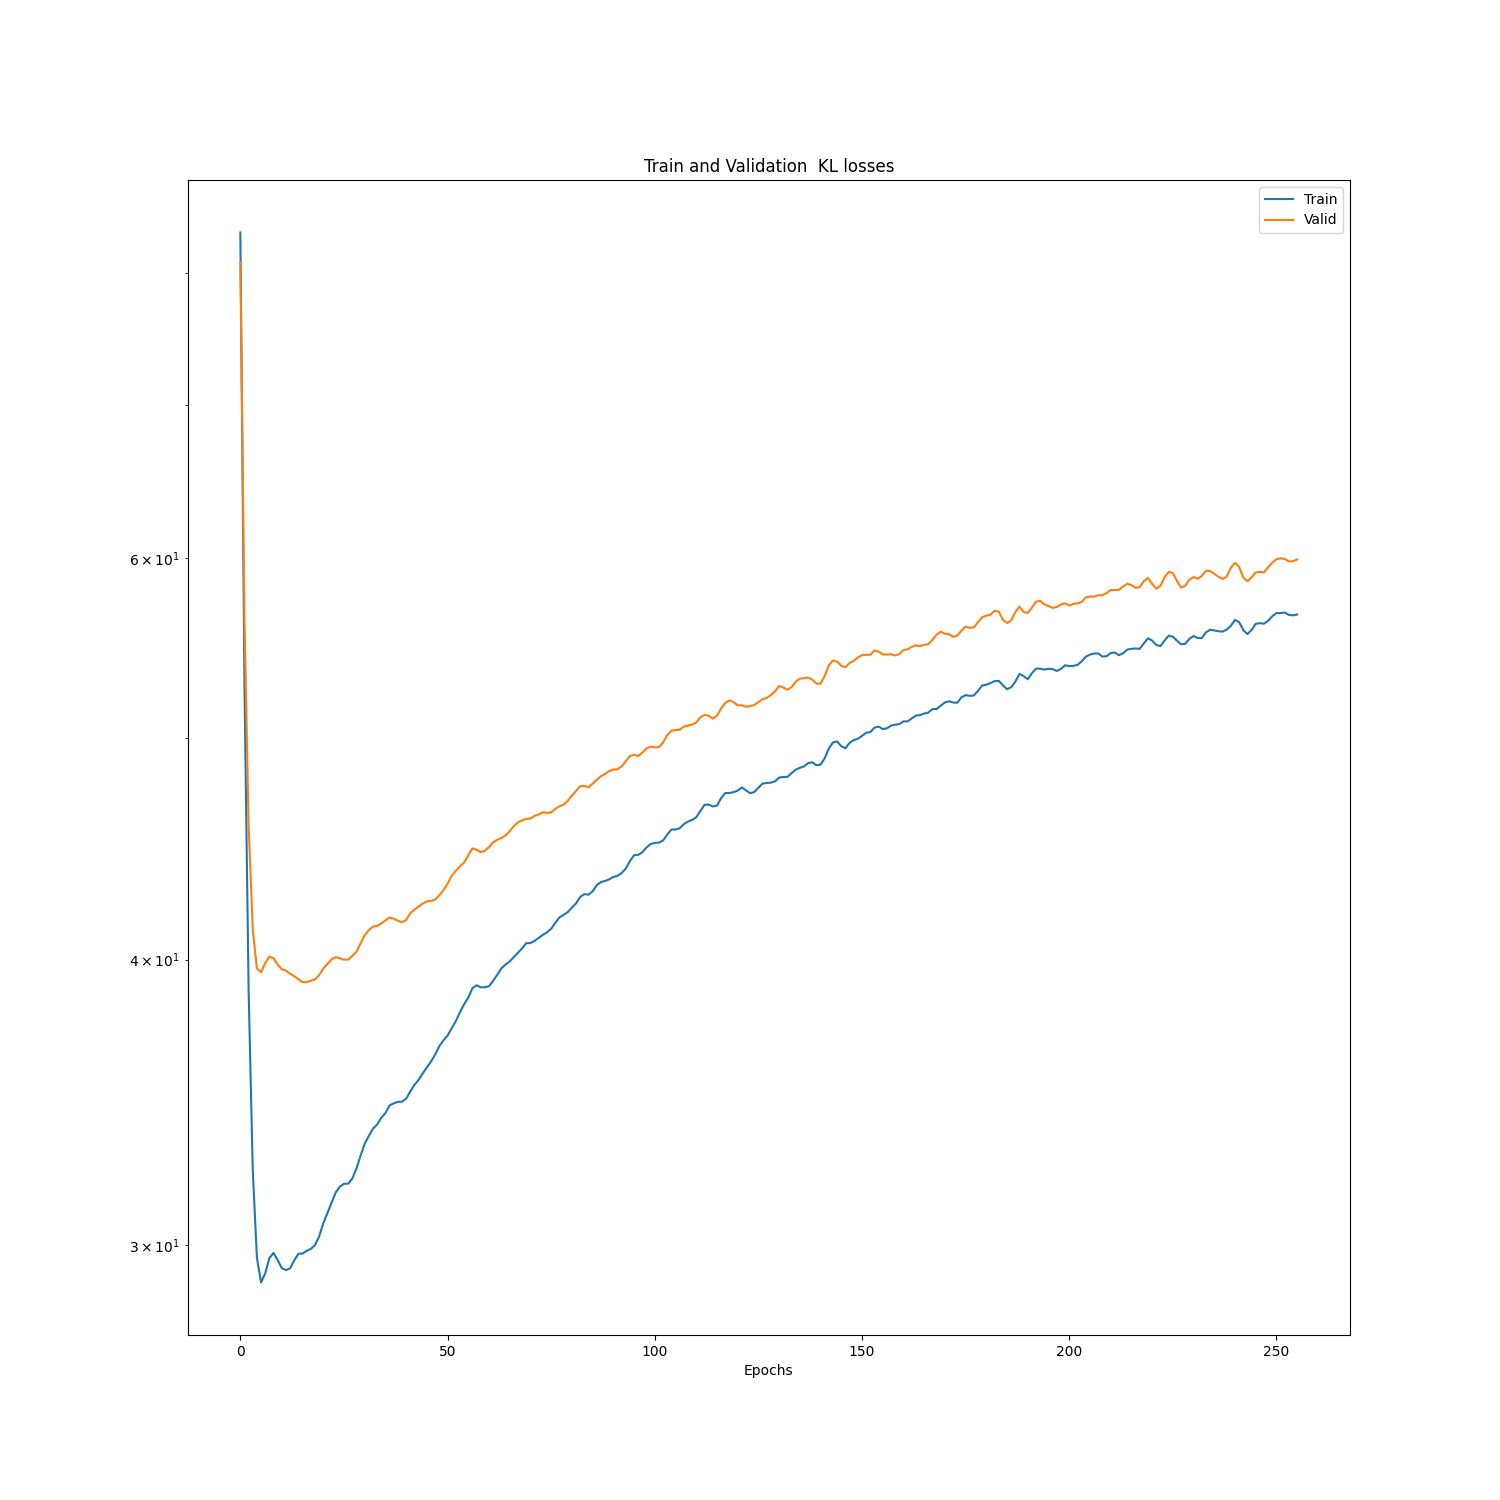 Train and Validation  KL losses
Train
Valid
6 × 10¹
4 × 10¹
3 × 10¹
0 50 100 150 200 250
Epochs